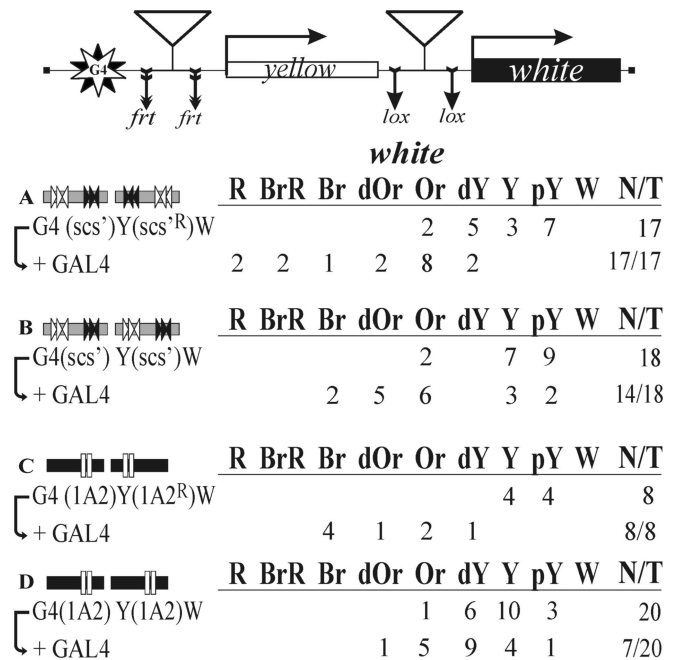 G4 yellow white
frt frt lox lox
white
A R BrR Br dOr Or dY Y pY W N/T
G4 (scs’)Y(scs’R)W 2 5 3 7 17
+ GAL4 2 2 1 2 8 2 17/17
B R BrR Br dOr Or dY Y pY W N/T
G4(scs’) Y(scs’)W 2 7 9 18
+ GAL4 2 5 6 3 2 14/18
C R BrR Br dOr Or dY Y pY W N/T
G4 (1A2)Y(1A2R)W 4 4 8
+ GAL4 4 1 2 1 8/8
D R BrR Br dOr Or dY Y pY W N/T
G4(1A2) Y(1A2)W 1 6 10 3 20
+ GAL4 1 5 9 4 1 7/20